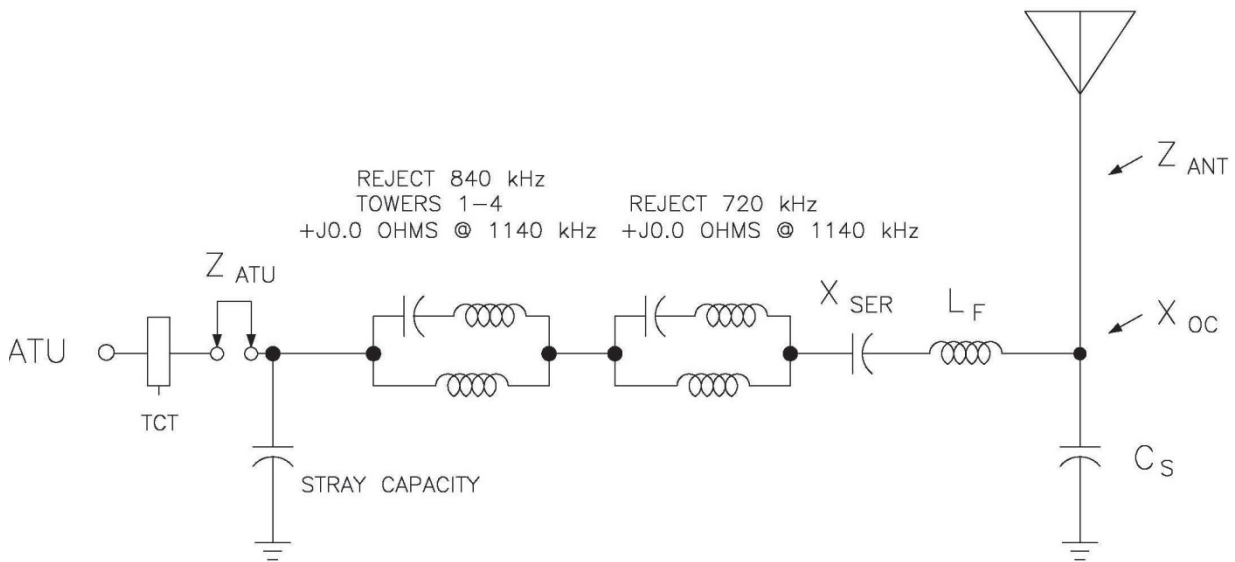 REJECT 840 kHz
TOWERS 1-4
+J0.0 OHMS @ 1140 kHz
REJECT 720 kHz
+J0.0 OHMS @ 1140 kHz
Z ANT
Z ATU
X SER
L F
X OC
ATU
TCT
STRAY CAPACITY
C S